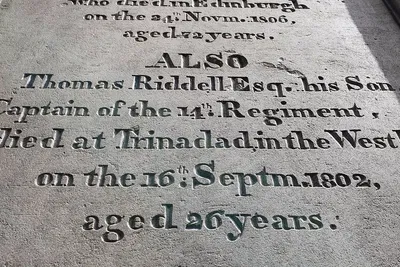 Who died in Edinburgh
on the 24th Novm. 1806,
aged 72 years.
ALSO
Thomas Riddell Esq. his Son
Captain of the 14th Regiment,
died at Trinadad, in the West
on the 16th Septm. 1802,
aged 26 years.